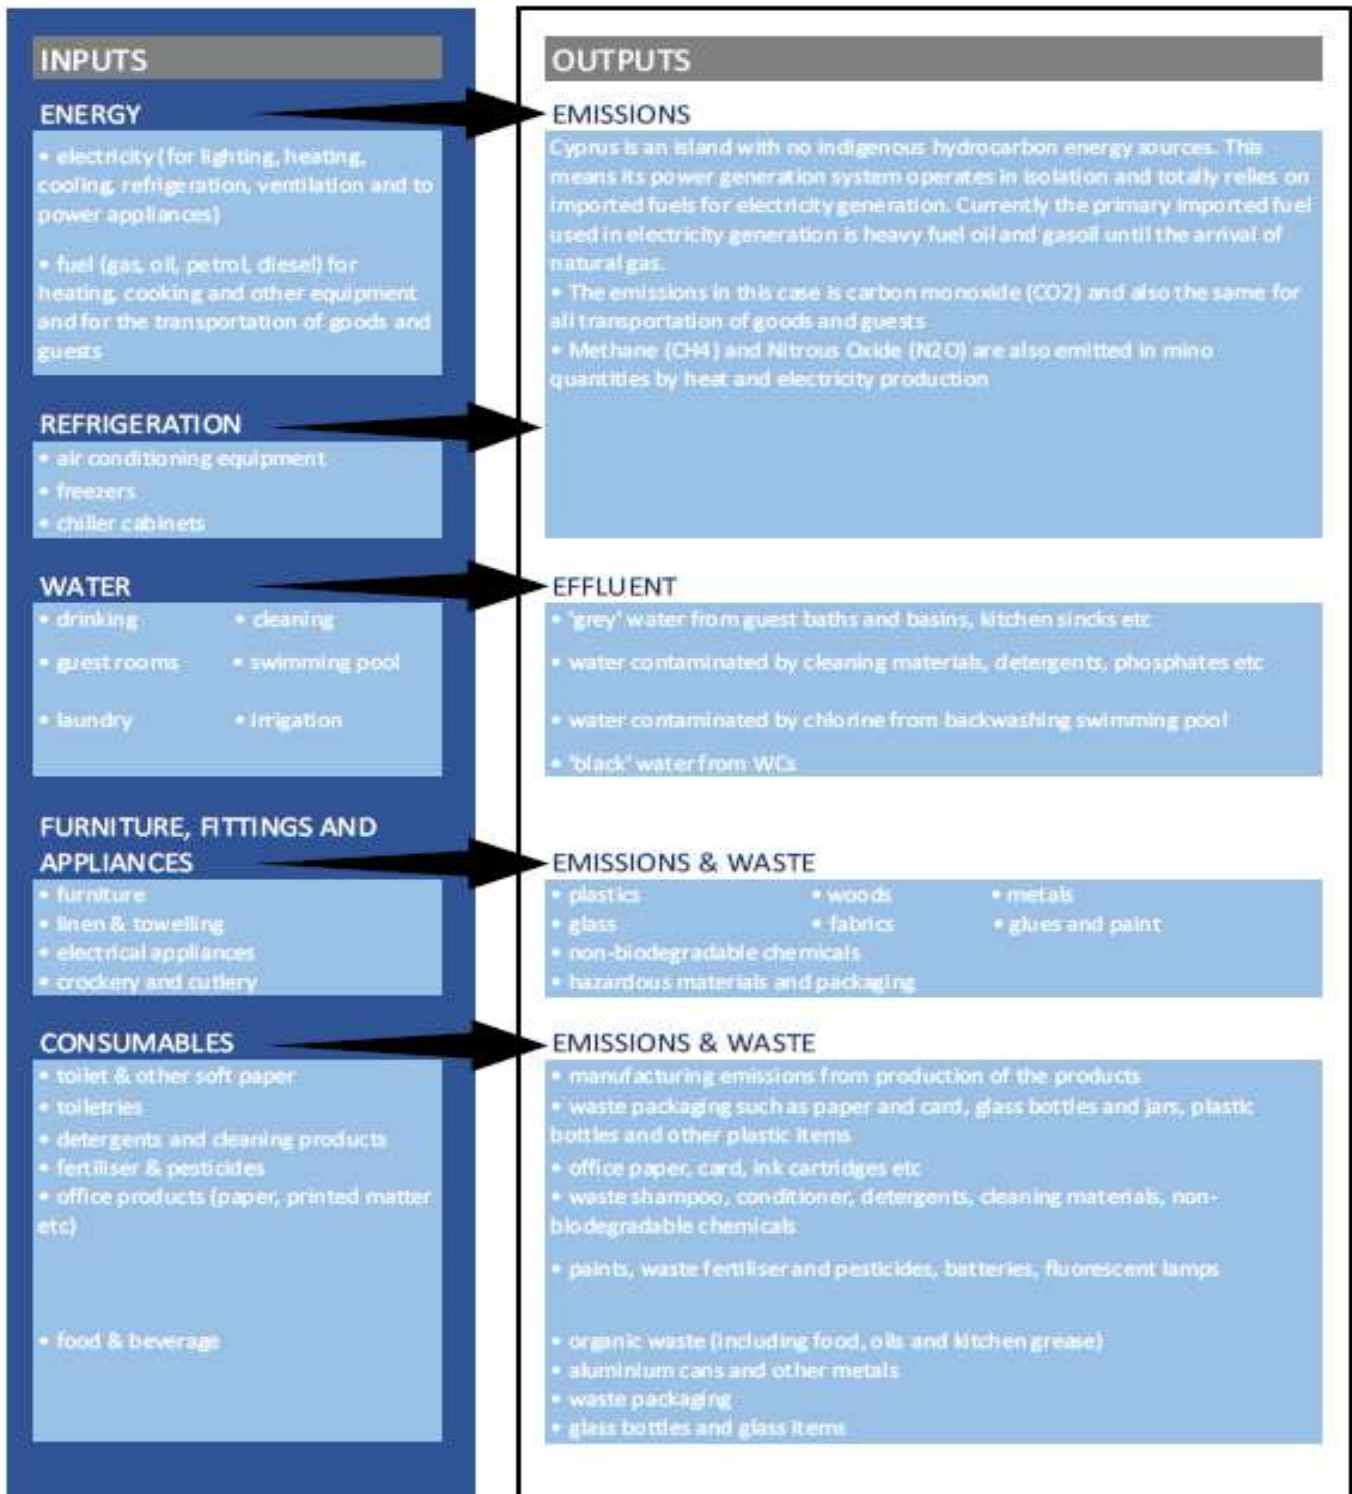 INPUTS
ENERGY
• electricity (for lighting, heating,
cooling, refrigeration, ventilation and to
power appliances)
• fuel (gas, oil, petrol, diesel) for
heating, cooking and other equipment
and for the transportation of goods and
guests
REFRIGERATION
• air conditioning equipment
• freezers
• chiller cabinets
WATER
• drinking • cleaning
• guest rooms • swimming pool
• laundry • irrigation
FURNITURE, FITTINGS AND
APPLIANCES
• furniture
• linen & towelling
• electrical appliances
• crockery and cutlery
CONSUMABLES
• toilet & other soft paper
• toiletries
• detergents and cleaning products
• fertiliser & pesticides
• office products (paper, printed matter
etc)
• food & beverage
OUTPUTS
EMISSIONS
Cyprus is an island with no indigenous hydrocarbon energy sources. This
means its power generation system operates in isolation and totally relies on
imported fuels for electricity generation. Currently the primary imported fuel
used in electricity generation is heavy fuel oil and gasoil until the arrival of
natural gas.
• The emissions in this case is carbon monoxide (CO2) and also the same for
all transportation of goods and guests
• Methane (CH4) and Nitrous Oxide (N2O) are also emitted in mino
quantities by heat and electricity production
EFFLUENT
• 'grey' water from guest baths and basins, kitchen sincks etc
• water contaminated by cleaning materials, detergents, phosphates etc
• water contaminated by chlorine from backwashing swimming pool
• 'black' water from WCs
EMISSIONS & WASTE
• plastics • woods • metals
• glass • fabrics • glues and paint
• non-biodegradable chemicals
• hazardous materials and packaging
EMISSIONS & WASTE
• manufacturing emissions from production of the products
• waste packaging such as paper and card, glass bottles and jars, plastic
bottles and other plastic items
• office paper, card, ink cartridges etc
• waste shampoo, conditioner, detergents, cleaning materials, non-
biodegradable chemicals
• paints, waste fertiliser and pesticides, batteries, fluorescent lamps
• organic waste (including food, oils and kitchen grease)
• aluminium cans and other metals
• waste packaging
• glass bottles and glass items